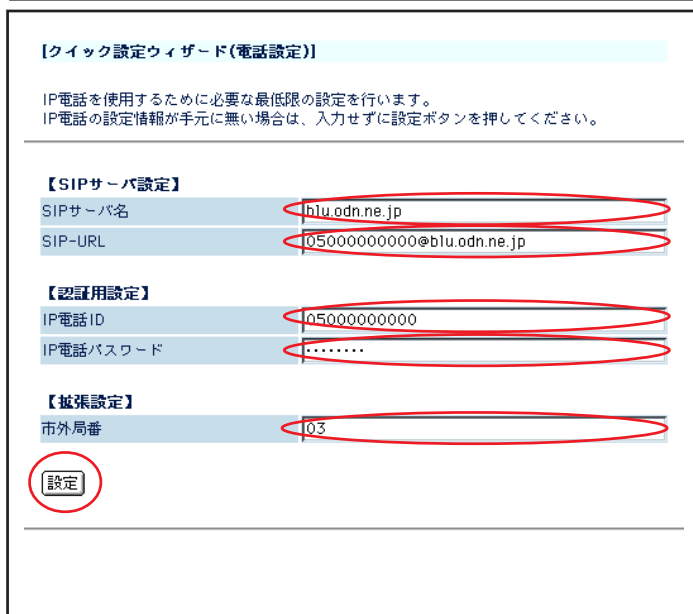 [クイック設定ウィザード(電話設定)]
IP電話を使用するために必要な最低限の設定を行います。
IP電話の設定情報が手元に無い場合は、入力せずに設定ボタンを押してください。
【SIPサーバ設定】
SIPサーバ名 blu.odn.ne.jp
SIP-URL 05000000000@blu.odn.ne.jp
【認証用設定】
IP電話ID 05000000000
IP電話パスワード ········
【拡張設定】
市外局番 03
設定